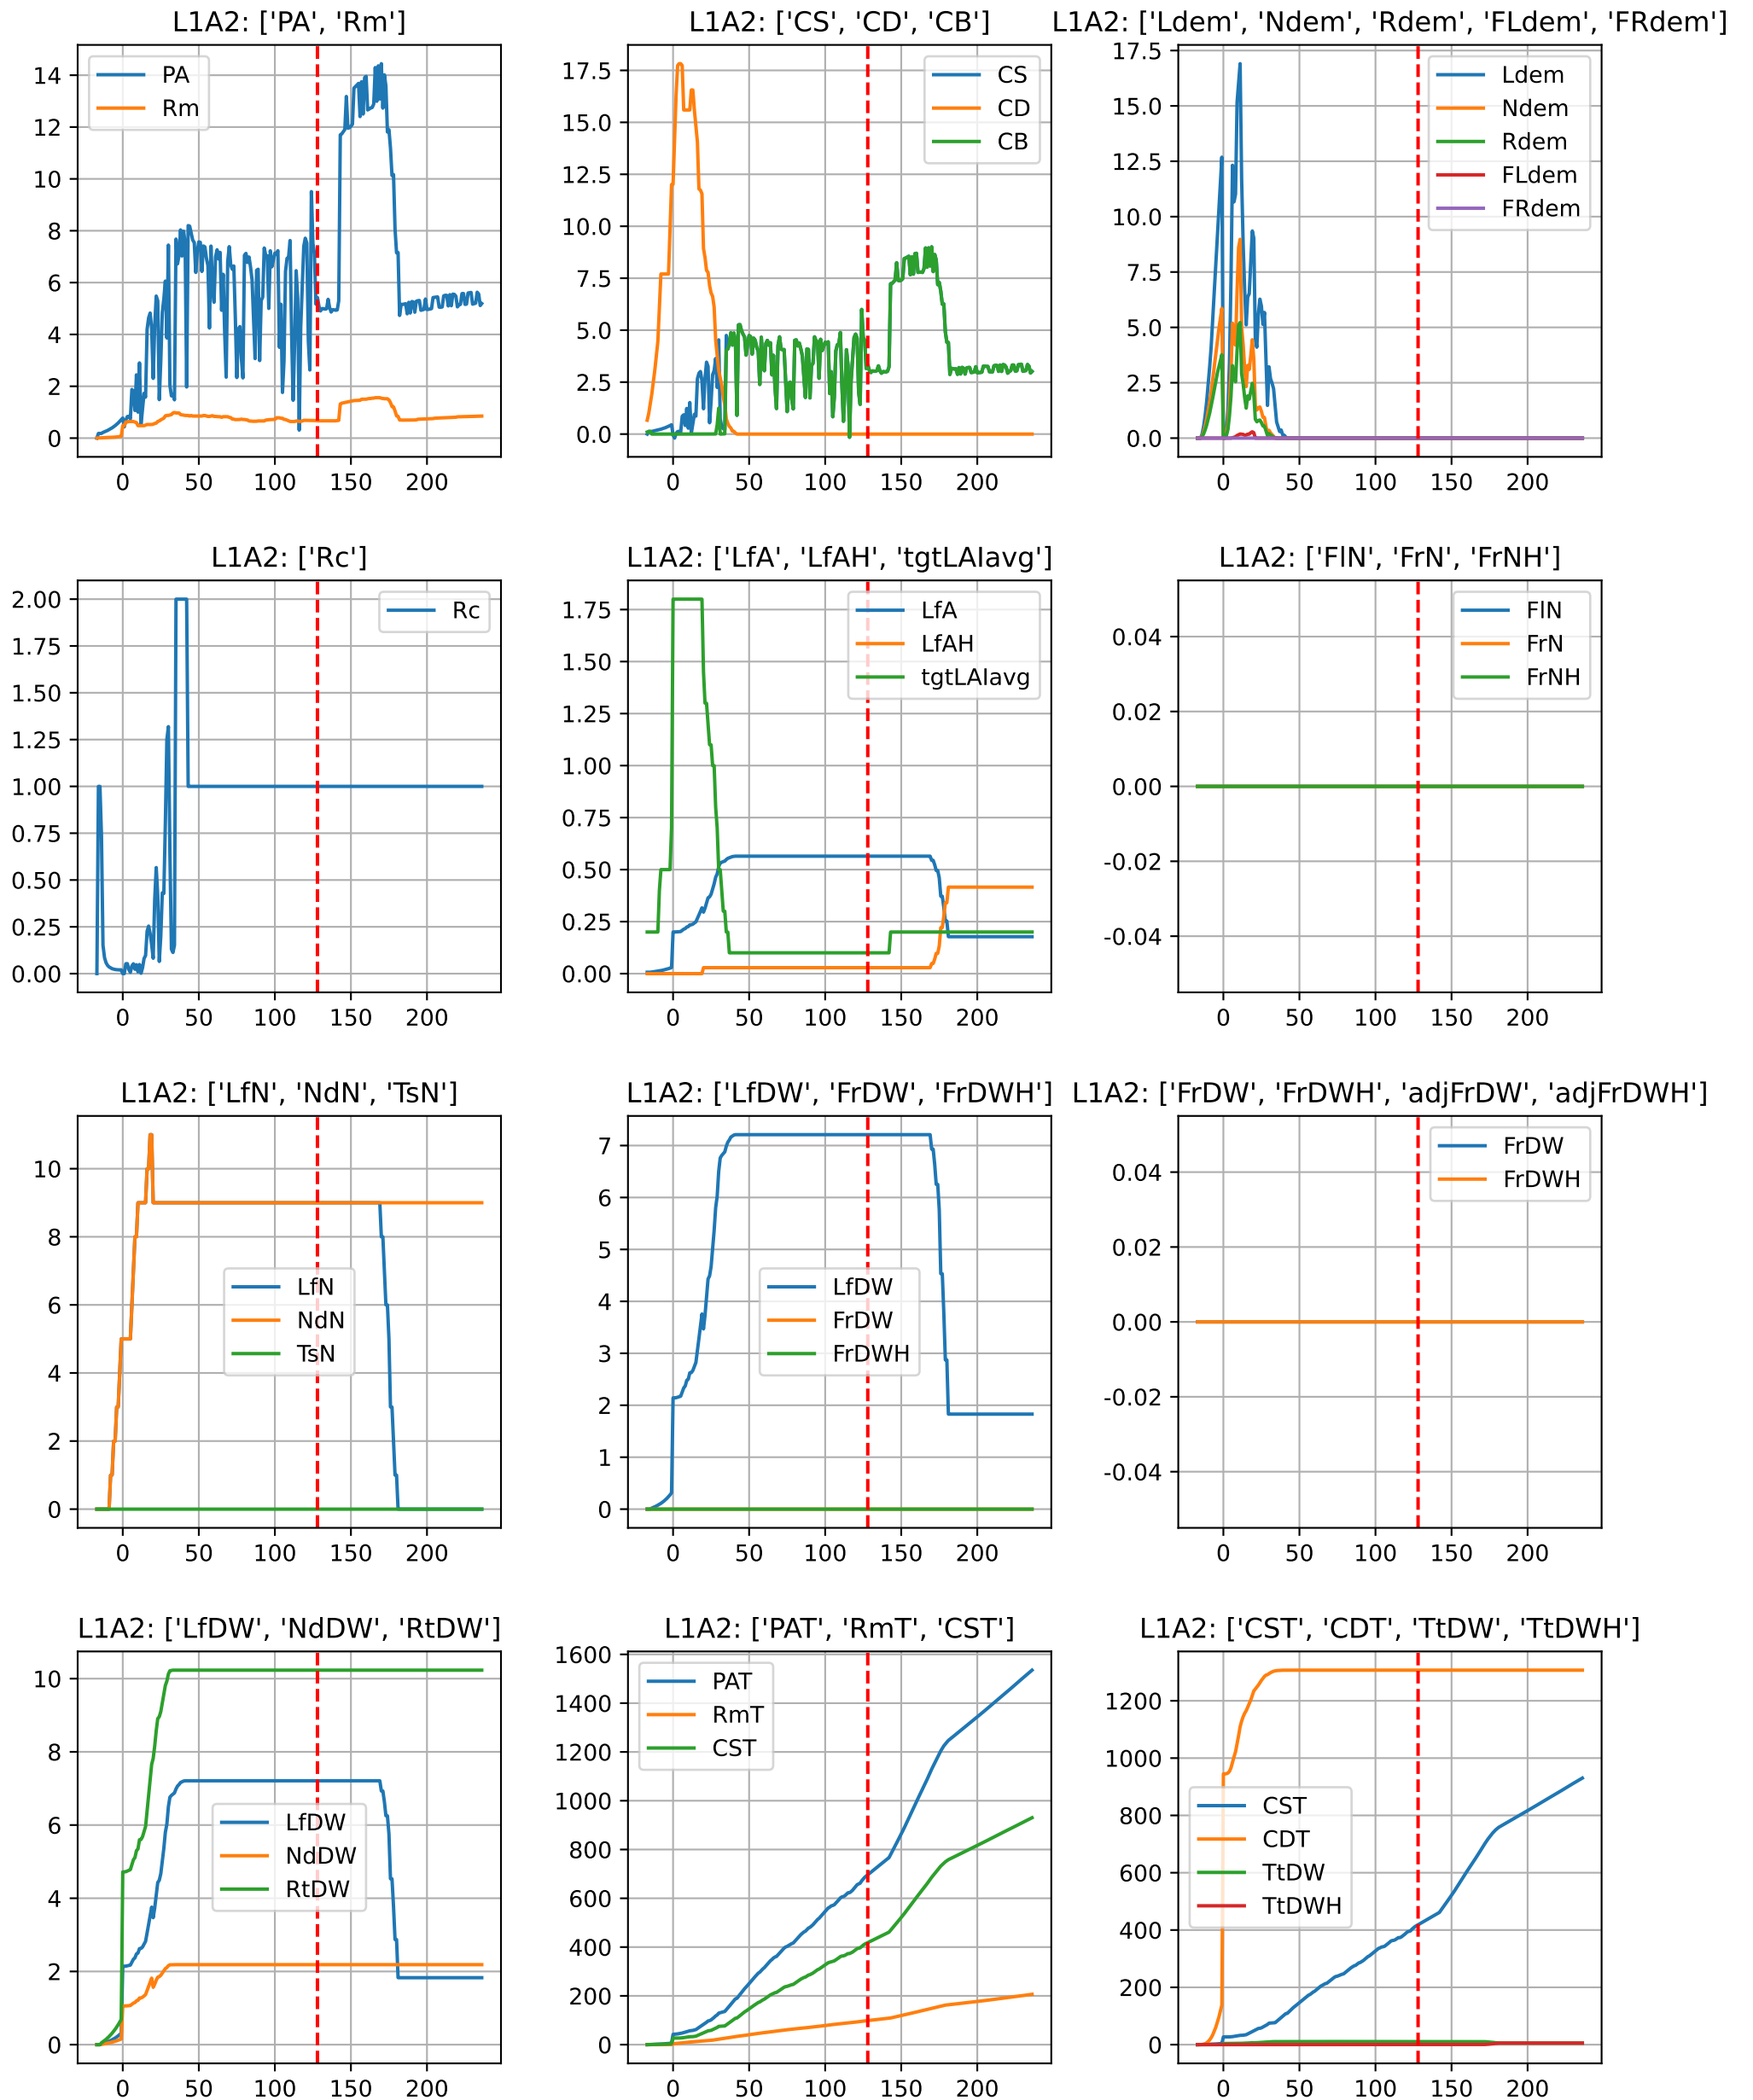 L1A2: ['PA', 'Rm']
PA
Rm
0
2
4
6
8
10
12
14
0 50 100 150 200
L1A2: ['CS', 'CD', 'CB']
CS
CD
CB
0.0
2.5
5.0
7.5
10.0
12.5
15.0
17.5
0 50 100 150 200
L1A2: ['Ldem', 'Ndem', 'Rdem', 'FLdem', 'FRdem']
Ldem
Ndem
Rdem
FLdem
FRdem
0.0
2.5
5.0
7.5
10.0
12.5
15.0
17.5
0 50 100 150 200
L1A2: ['Rc']
Rc
0.00
0.25
0.50
0.75
1.00
1.25
1.50
1.75
2.00
0 50 100 150 200
L1A2: ['LfA', 'LfAH', 'tgtLAIavg']
LfA
LfAH
tgtLAIavg
0.00
0.25
0.50
0.75
1.00
1.25
1.50
1.75
0 50 100 150 200
L1A2: ['FlN', 'FrN', 'FrNH']
FlN
FrN
FrNH
-0.04
-0.02
0.00
0.02
0.04
0 50 100 150 200
L1A2: ['LfN', 'NdN', 'TsN']
LfN
NdN
TsN
0
2
4
6
8
10
0 50 100 150 200
L1A2: ['LfDW', 'FrDW', 'FrDWH']
LfDW
FrDW
FrDWH
0
1
2
3
4
5
6
7
0 50 100 150 200
L1A2: ['FrDW', 'FrDWH', 'adjFrDW', 'adjFrDWH']
FrDW
FrDWH
-0.04
-0.02
0.00
0.02
0.04
0 50 100 150 200
L1A2: ['LfDW', 'NdDW', 'RtDW']
LfDW
NdDW
RtDW
0
2
4
6
8
10
0 50 100 150 200
L1A2: ['PAT', 'RmT', 'CST']
PAT
RmT
CST
0
200
400
600
800
1000
1200
1400
1600
0 50 100 150 200
L1A2: ['CST', 'CDT', 'TtDW', 'TtDWH']
CST
CDT
TtDW
TtDWH
0
200
400
600
800
1000
1200
0 50 100 150 200